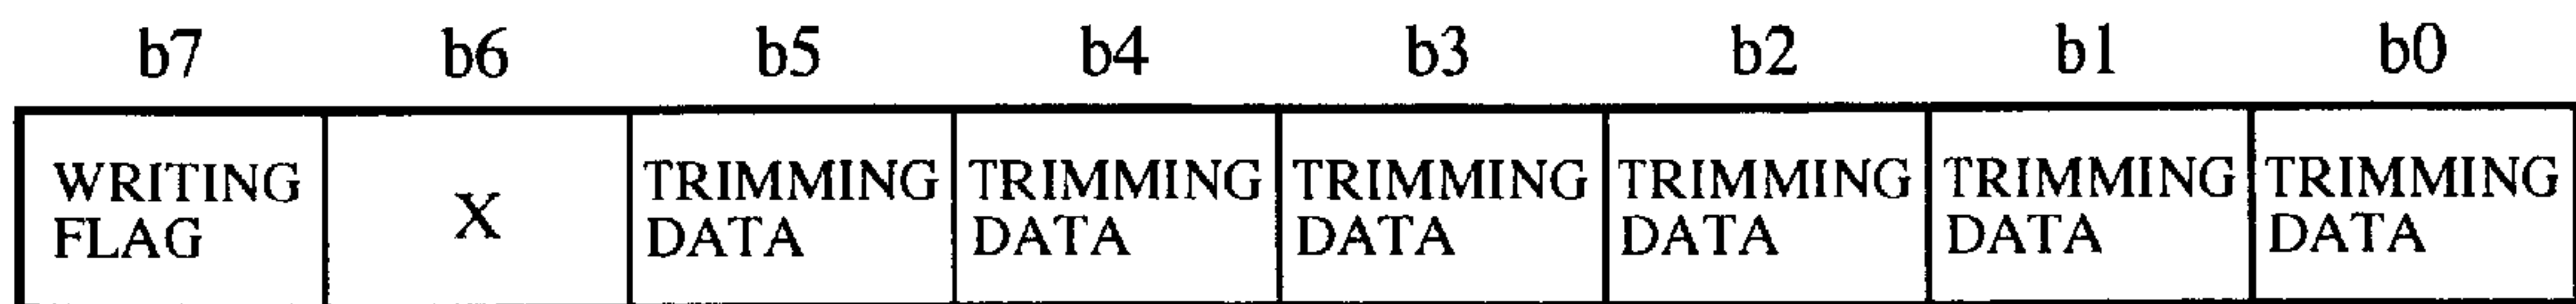 b7 b6 b5 b4 b3 b2 b1 b0
WRITING FLAG X TRIMMING DATA TRIMMING DATA TRIMMING DATA TRIMMING DATA TRIMMING DATA TRIMMING DATA